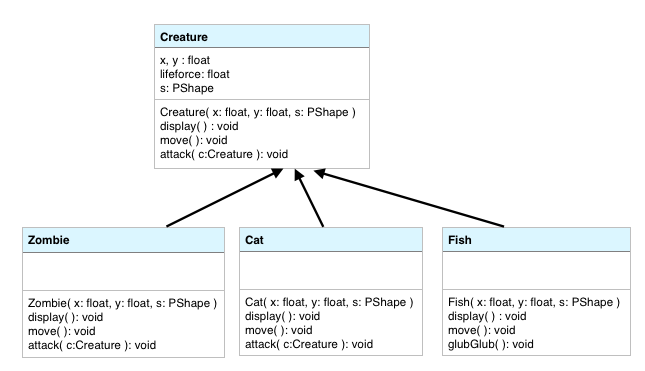 Creature
x, y : float
lifeforce: float
s: PShape
Creature( x: float, y: float, s: PShape )
display( ) : void
move( ): void
attack( c:Creature ): void
Zombie
Zombie( x: float, y: float, s: PShape )
display( ): void
move( ): void
attack( c:Creature ): void
Cat
Cat( x: float, y: float, s: PShape )
display( ): void
move( ): void
attack( c:Creature ): void
Fish
Fish( x: float, y: float, s: PShape )
display( ) : void
move( ): void
glubGlub( ): void